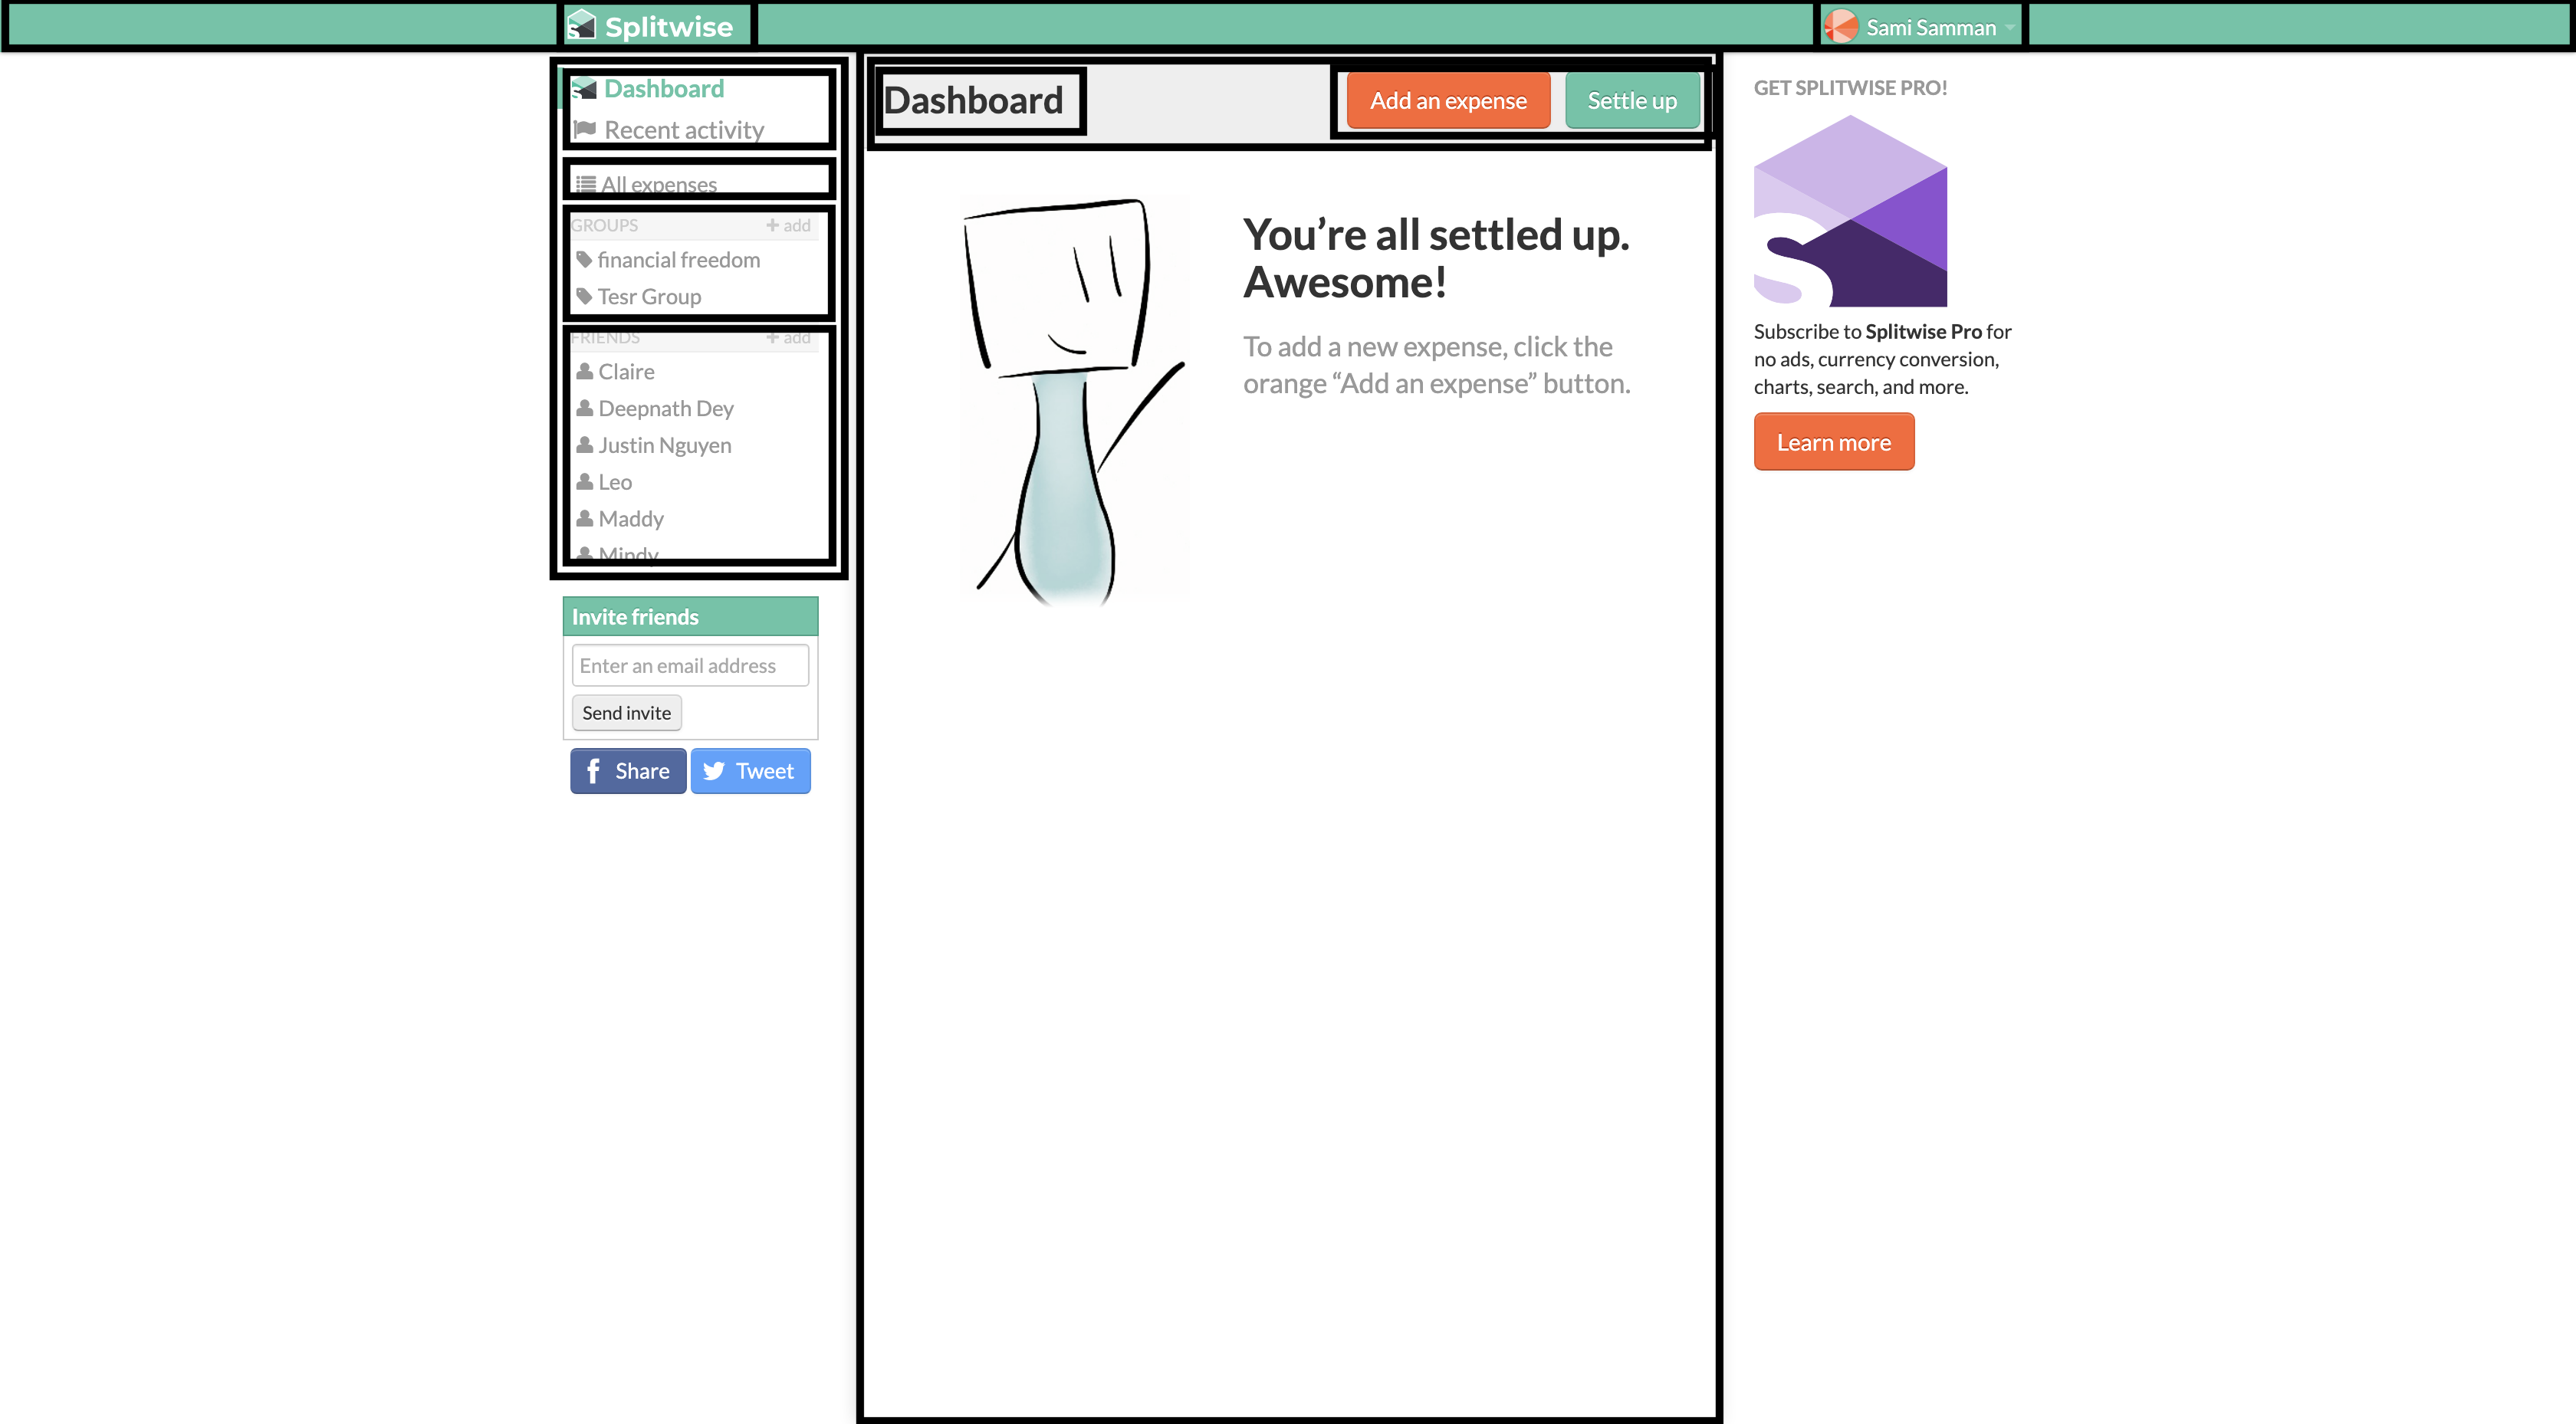 Splitwise
Sami Samman
Dashboard
Recent activity
All expenses
GROUPS + add
financial freedom
Tesr Group
FRIENDS + add
Claire
Deepnath Dey
Justin Nguyen
Leo
Maddy
Mindy
Invite friends
Enter an email address
Send invite
f Share
Tweet
Dashboard
Add an expense
Settle up
You’re all settled up.
Awesome!
To add a new expense, click the
orange “Add an expense” button.
GET SPLITWISE PRO!
S
Subscribe to Splitwise Pro for
no ads, currency conversion,
charts, search, and more.
Learn more